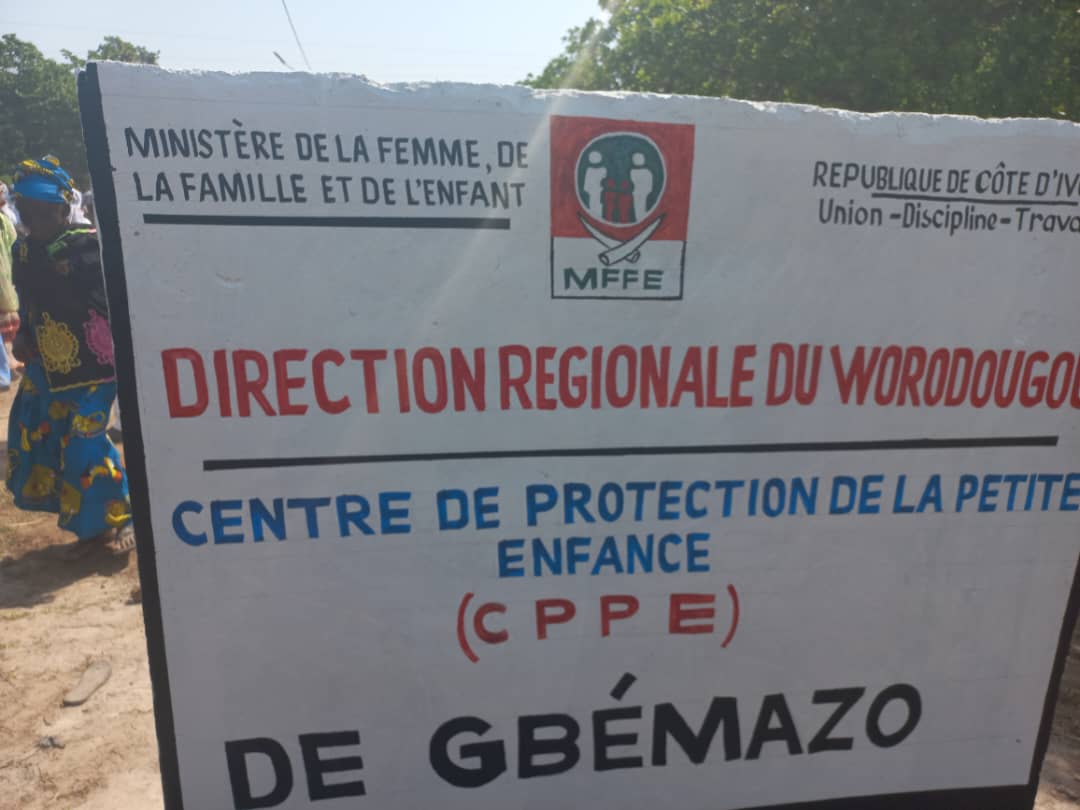 MINISTÈRE DE LA FEMME, DE
LA FAMILLE ET DE L'ENFANT
MFFE
REPUBLIQUE DE CÔTE D'IV
Union - Discipline - Trava
DIRECTION REGIONALE DU WORODOUGOU
CENTRE DE PROTECTION DE LA PETITE
ENFANCE
(CPPE)
DE GBÉMAZO